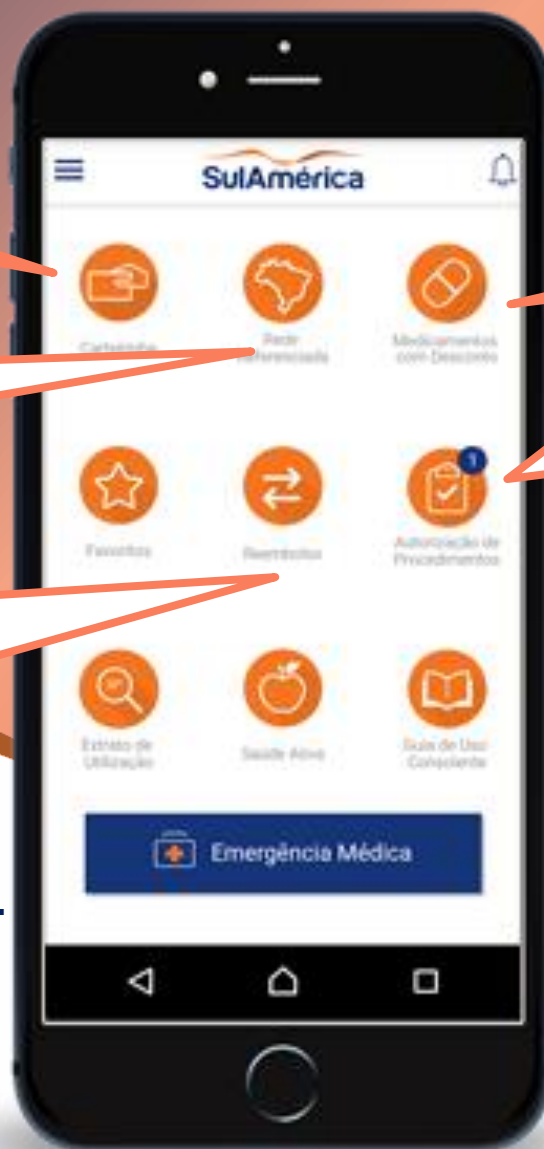 SulAmérica
Carteirinha
Rede
Referenciada
Medicamentos
com Desconto
1
Favoritos
Reembolso
Autorização de
Procedimentos
Extrato de
Utilização
Saúde Ativa
Guia de Uso
Consciente
Emergência Médica